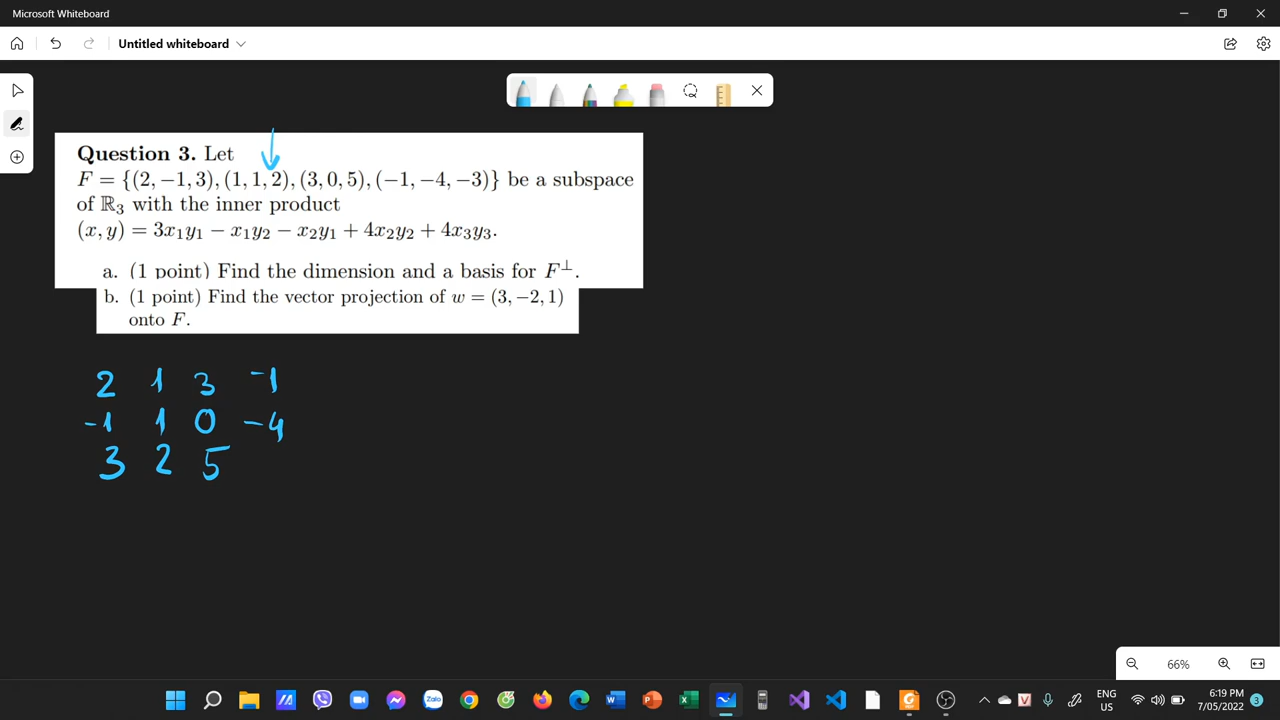 Microsoft Whiteboard
Untitled whiteboard
Question 3. Let
F = {(2, −1, 3), (1, 1, 2), (3, 0, 5), (−1, −4, −3)} be a subspace
of ℝ₃ with the inner product
(x, y) = 3x₁y₁ − x₁y₂ − x₂y₁ + 4x₂y₂ + 4x₃y₃.
a. (1 point) Find the dimension and a basis for F⊥.
b. (1 point) Find the vector projection of w = (3, −2, 1)
onto F.
2 1 3 -1
-1 1 0 -4
3 2 5
66%
Zalo
ENG
US
6:19 PM
7/05/2022
3